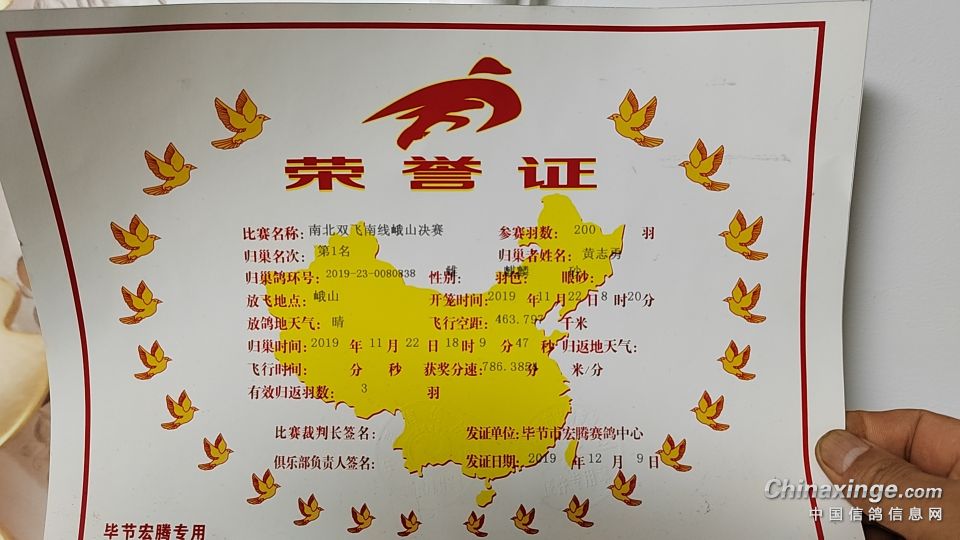 荣誉证
比赛名称: 南北双飞南线峨山决赛 参赛羽数: 200 羽
归巢名次: 第1名 归巢者姓名: 黄志勇
归巢鸽环号: 2019-23-0080838 性别: 羽色: 麒麟 眼砂:
放飞地点: 峨山 开笼时间: 2019 年 11 月 22 日 8 时 20 分
放鸽地天气: 晴 飞行空距: 463.797 千米
归巢时间: 2019 年 11 月 22 日 18 时 9 分 47 秒 归返地天气:
飞行时间: 分 秒 获奖分速: 786.385 米/分
有效归返羽数: 3 羽
比赛裁判长签名: 发证单位: 毕节市宏腾赛鸽中心
俱乐部负责人签名: 发证日期: 2019 年 12 月 9 日
毕节宏腾专用
Chinaxinge.com
中国信鸽信息网